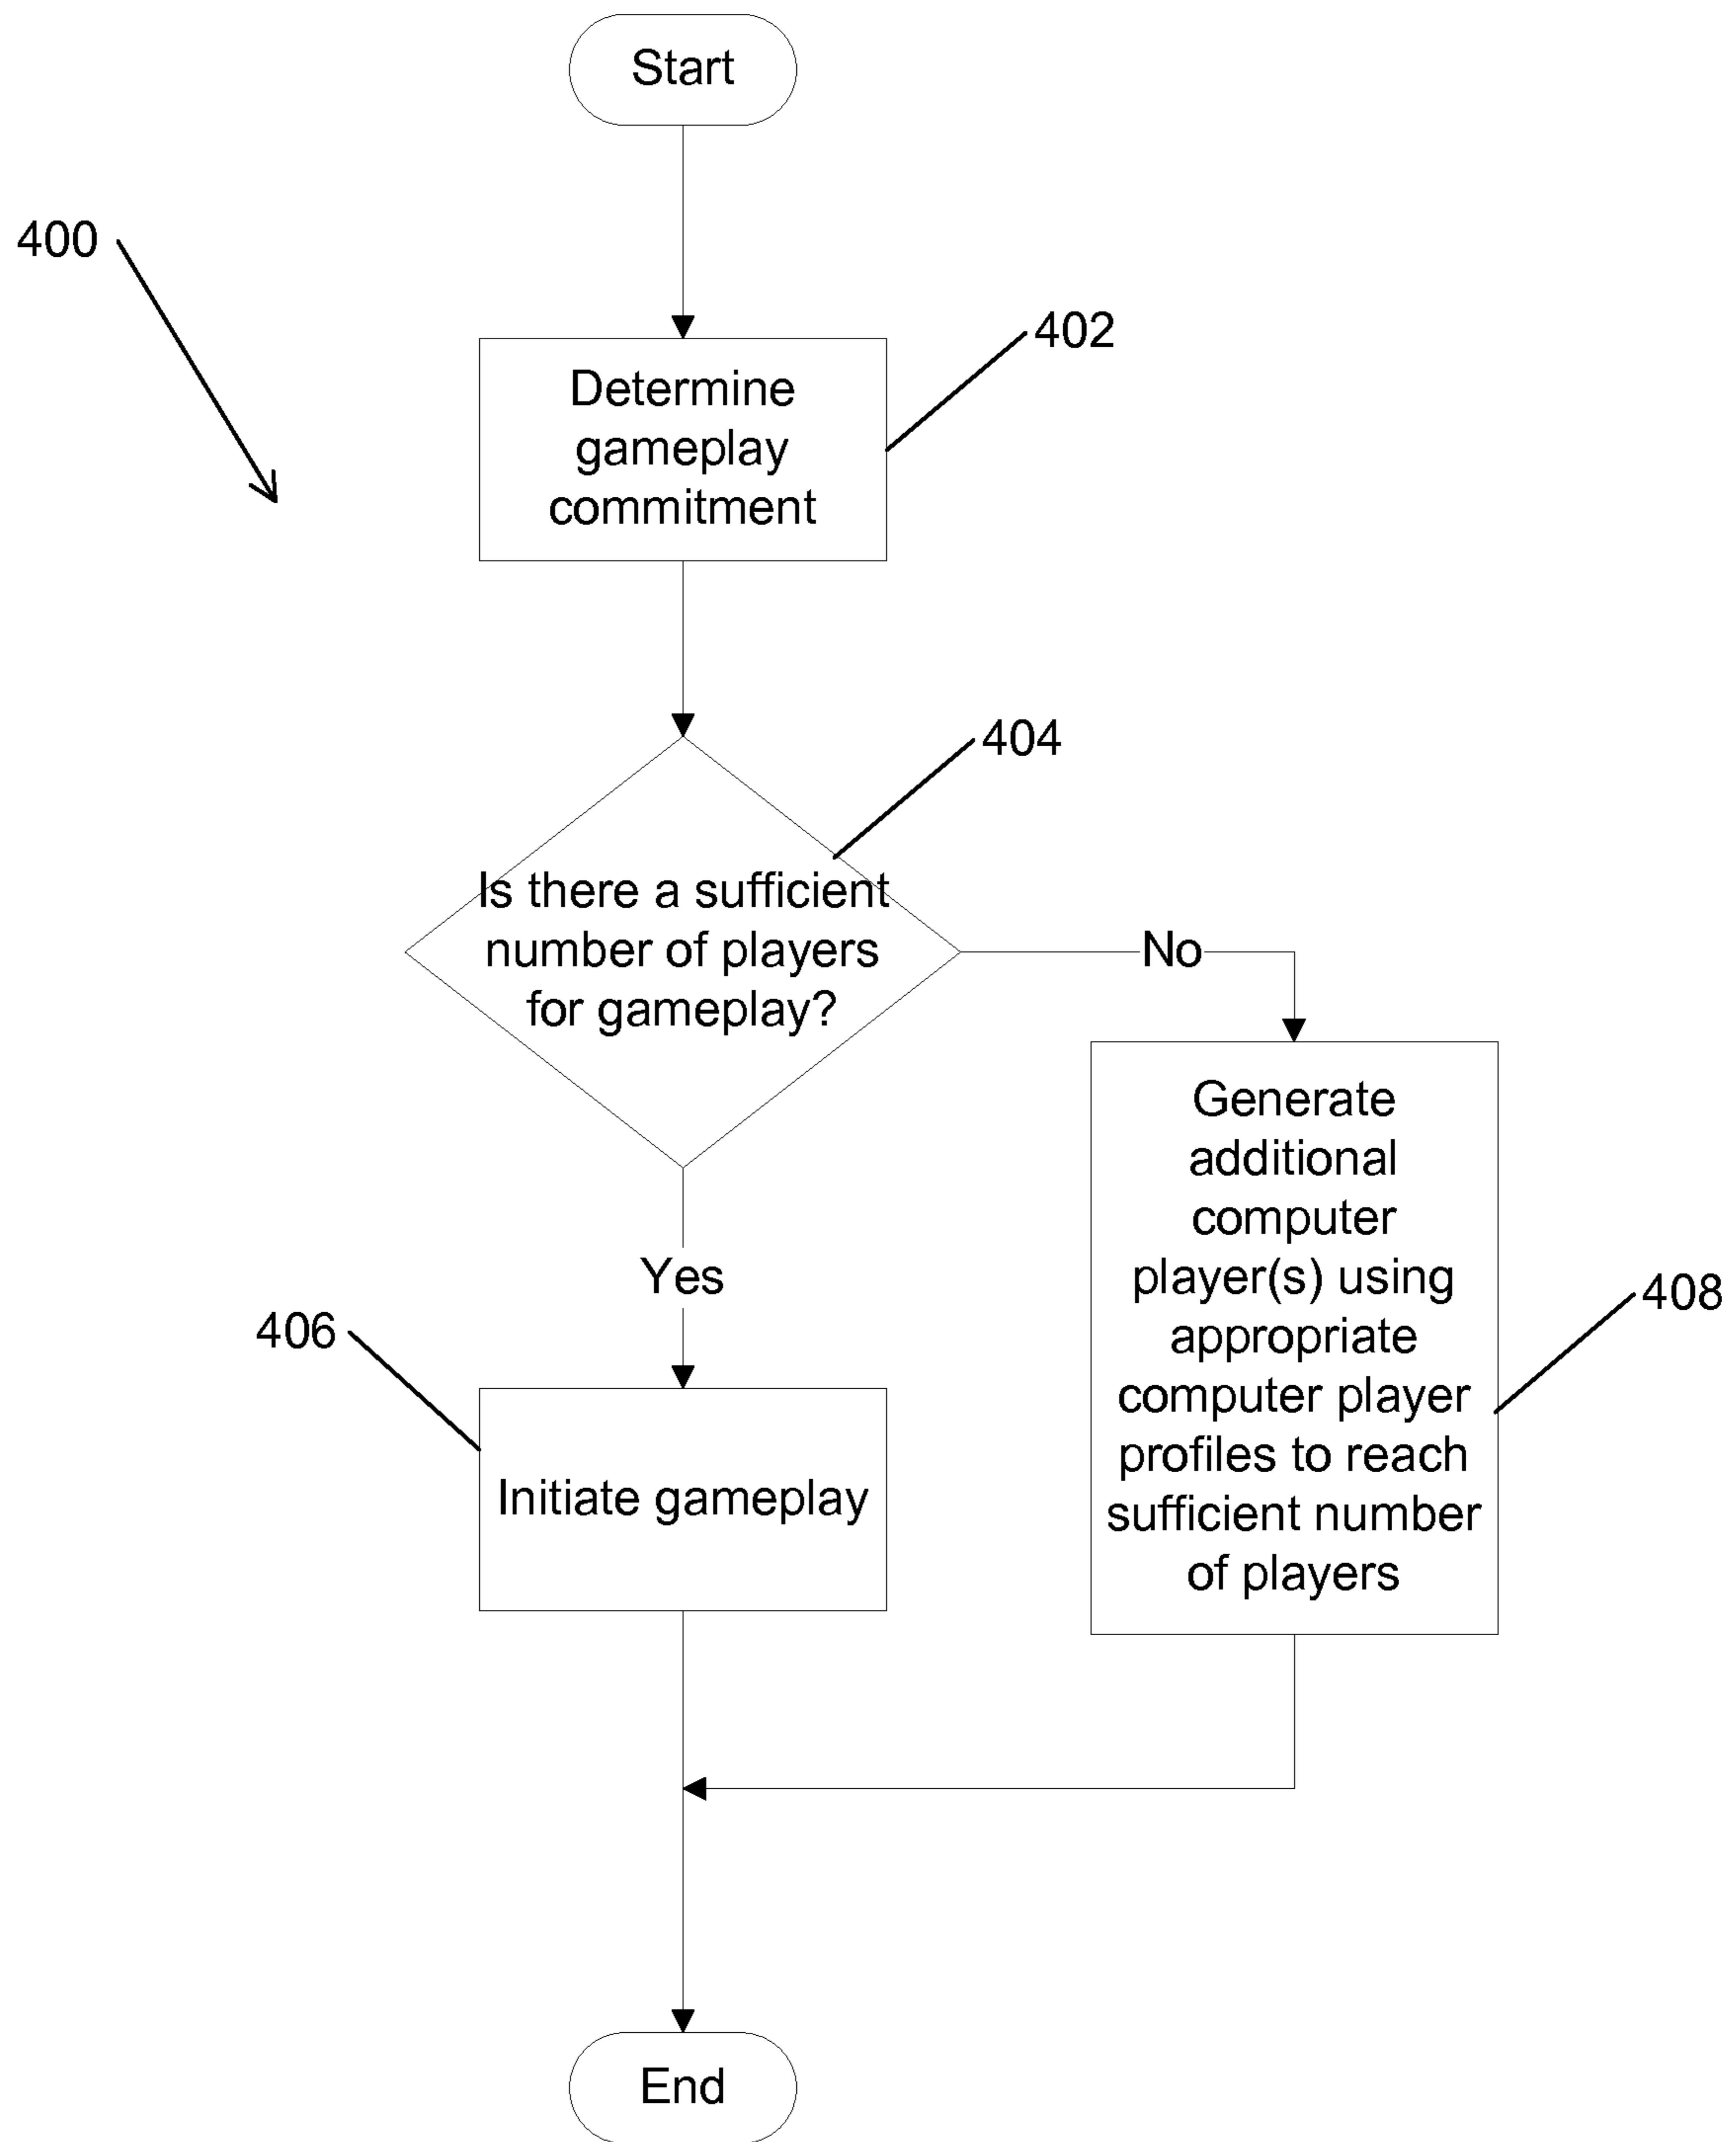 Start
400
402
Determine
gameplay
commitment
404
Is there a sufficient
number of players
for gameplay?
No
Yes
Generate
additional
computer
player(s) using
appropriate
computer player
profiles to reach
sufficient number
of players
408
406
Initiate gameplay
End